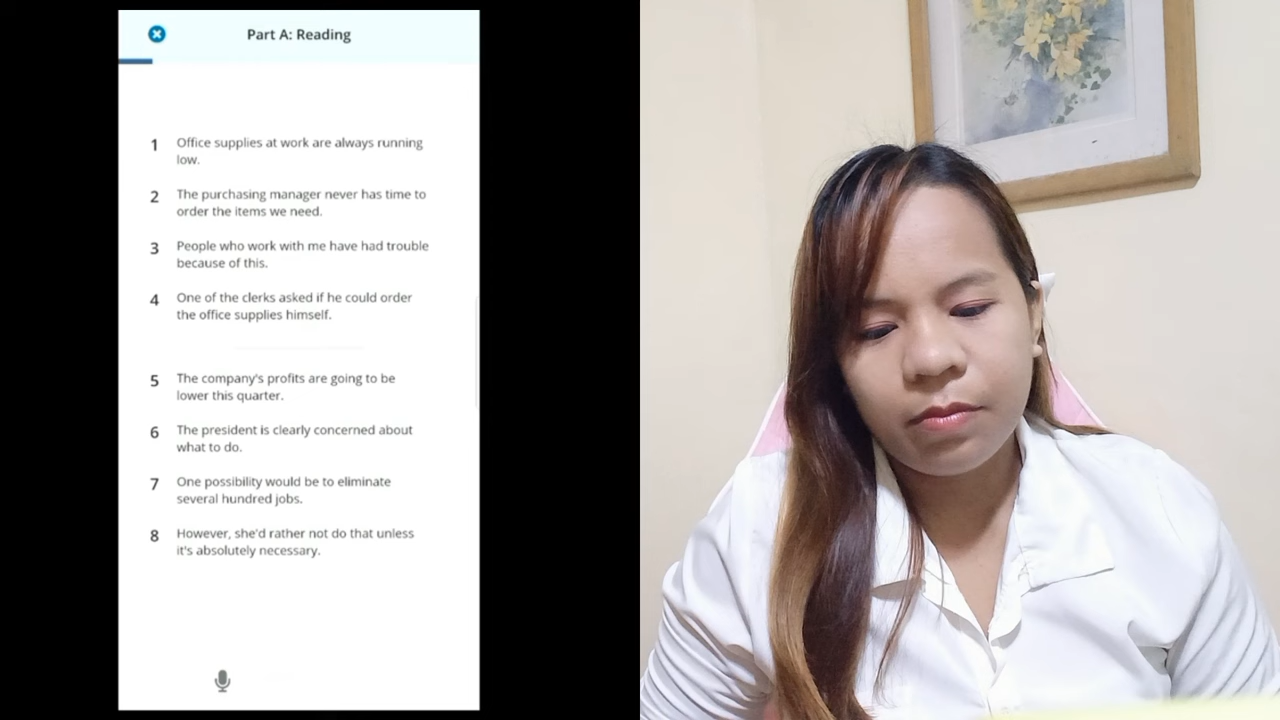 Part A: Reading
1 Office supplies at work are always running
low.
2 The purchasing manager never has time to
order the items we need.
3 People who work with me have had trouble
because of this.
4 One of the clerks asked if he could order
the office supplies himself.
5 The company's profits are going to be
lower this quarter.
6 The president is clearly concerned about
what to do.
7 One possibility would be to eliminate
several hundred jobs.
8 However, she'd rather not do that unless
it's absolutely necessary.